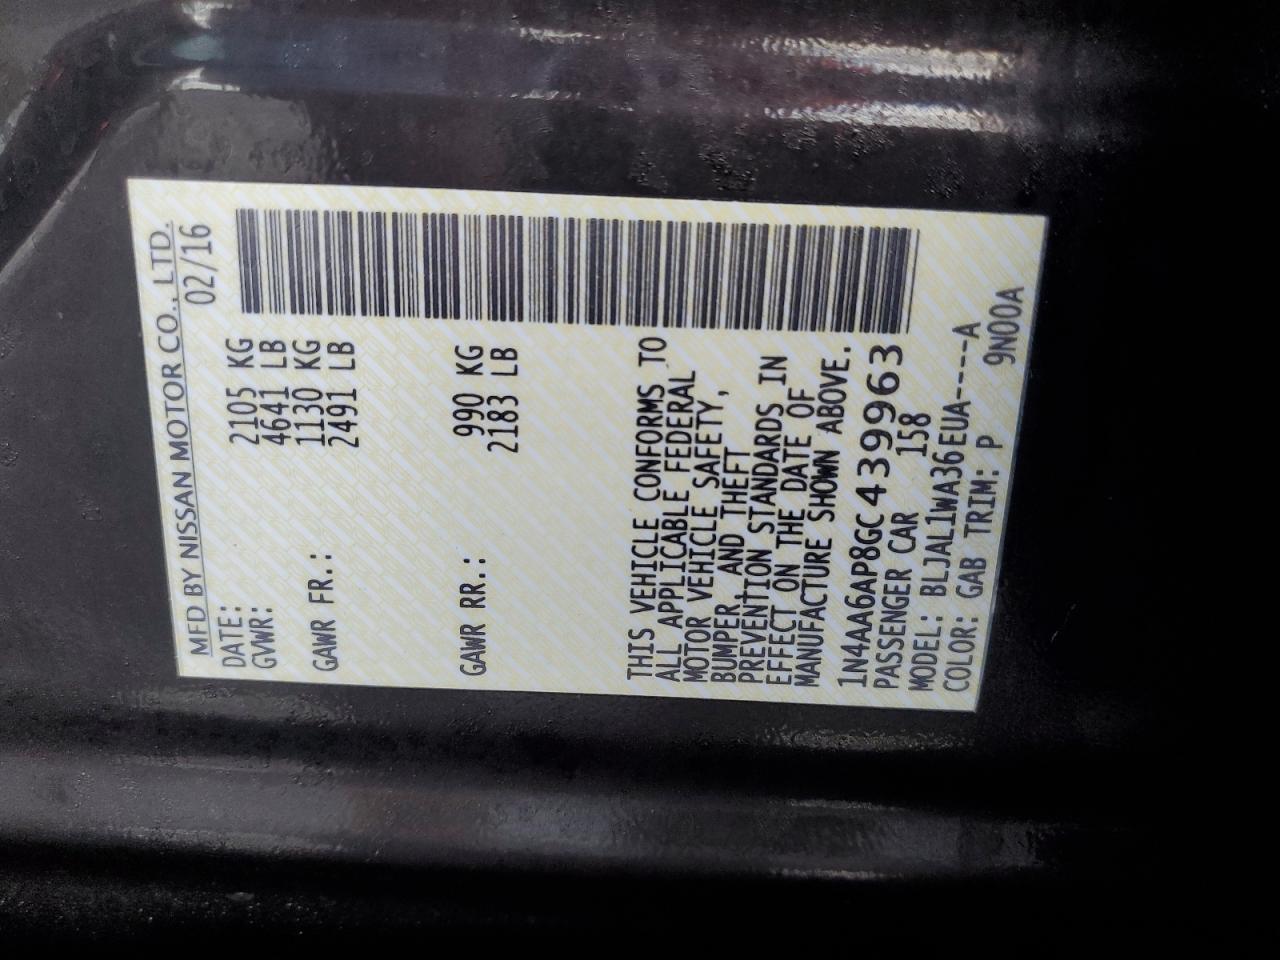 MFD BY NISSAN MOTOR CO., LTD.
DATE: 02/16
GVWR: 2105 KG
4641 LB
GAWR FR.: 1130 KG
2491 LB
GAWR RR.: 990 KG
2183 LB
THIS VEHICLE CONFORMS TO
ALL APPLICABLE FEDERAL
MOTOR VEHICLE SAFETY,
BUMPER, AND THEFT
PREVENTION STANDARDS IN
EFFECT ON THE DATE OF
MANUFACTURE SHOWN ABOVE.
1N4AA6AP8GC439963
PASSENGER CAR 158
MODEL: BLJAL1WA36EUA----A
COLOR: GAB TRIM: P 9N00A